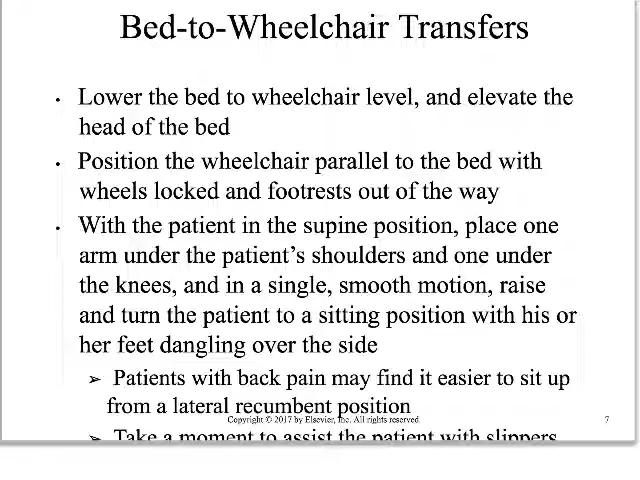 Bed-to-Wheelchair Transfers
• Lower the bed to wheelchair level, and elevate the
head of the bed
• Position the wheelchair parallel to the bed with
wheels locked and footrests out of the way
• With the patient in the supine position, place one
arm under the patient’s shoulders and one under
the knees, and in a single, smooth motion, raise
and turn the patient to a sitting position with his or
her feet dangling over the side
➢ Patients with back pain may find it easier to sit up
from a lateral recumbent position
Copyright © 2017 by Elsevier, Inc. All rights reserved.
7
➢ Take a moment to assist the patient with slippers